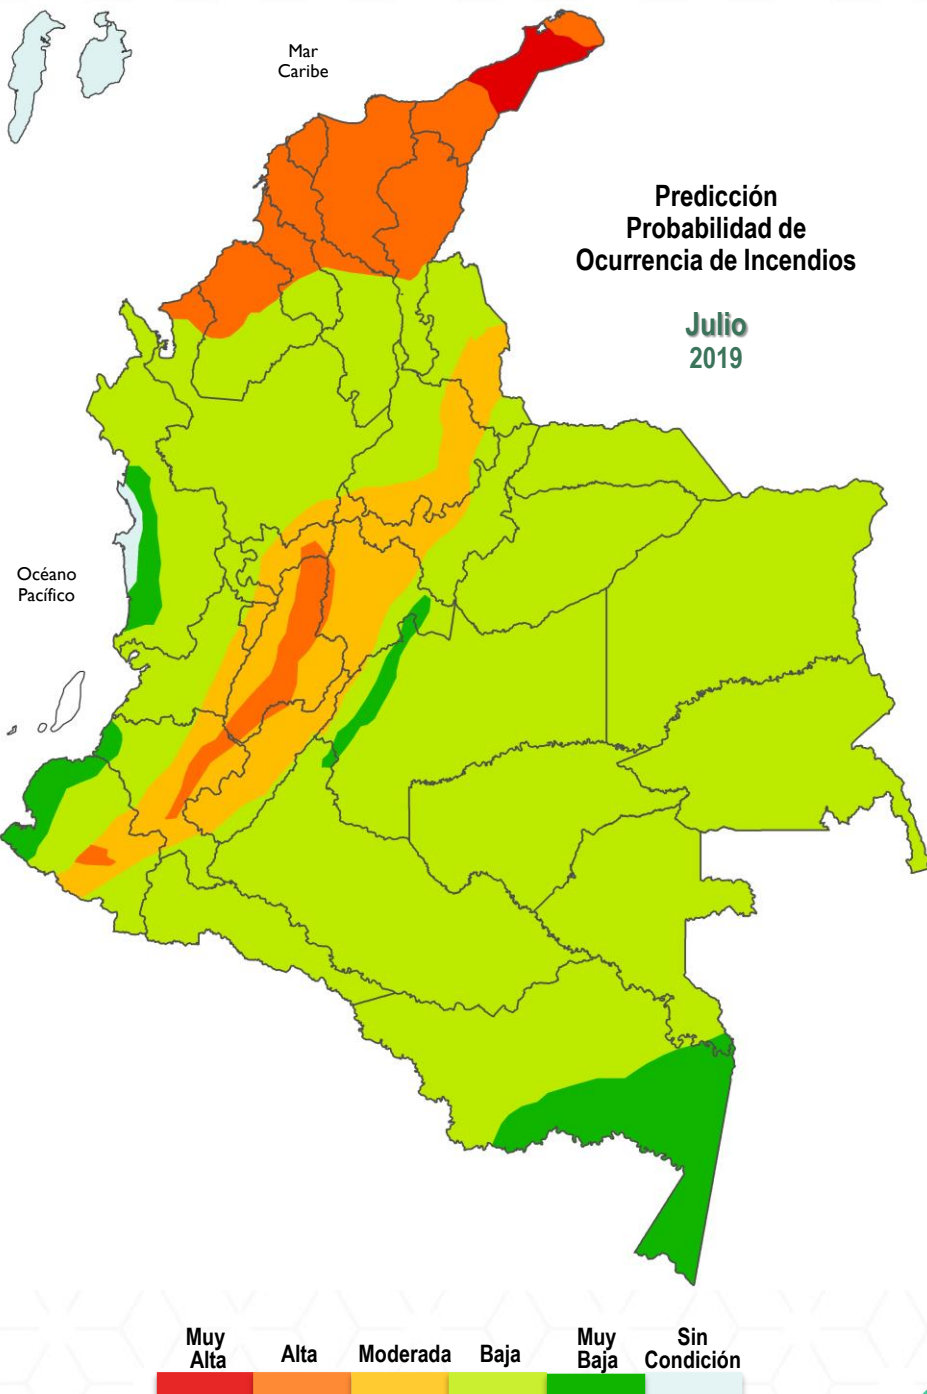 Mar
Caribe
Predicción
Probabilidad de
Ocurrencia de Incendios
Julio
2019
Océano
Pacífico
Muy
Alta
Alta
Moderada
Baja
Muy
Baja
Sin
Condición